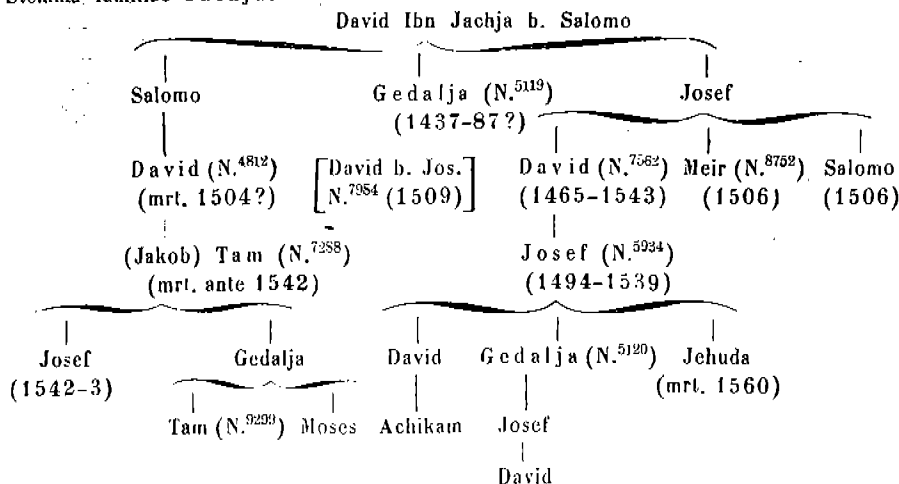 Stemma familiae Jachja:
David Ibn Jachja b. Salomo
Salomo Gedalja (N.5119) Josef
(1437-87?)
David (N.4812) [David b. Jos. David (N.7562) Meir (N.8752) Salomo
(mrt. 1504?) N.7954 (1509)] (1465-1543) (1506) (1506)
(Jakob) Tam (N.7288) Josef (N.5934)
(mrt. ante 1542) (1494-1539)
Josef Gedalja David Gedalja (N.5120) Jehuda
(1542-3) (mrt. 1560)
Tam (N.9299) Moses Achikam Josef
David